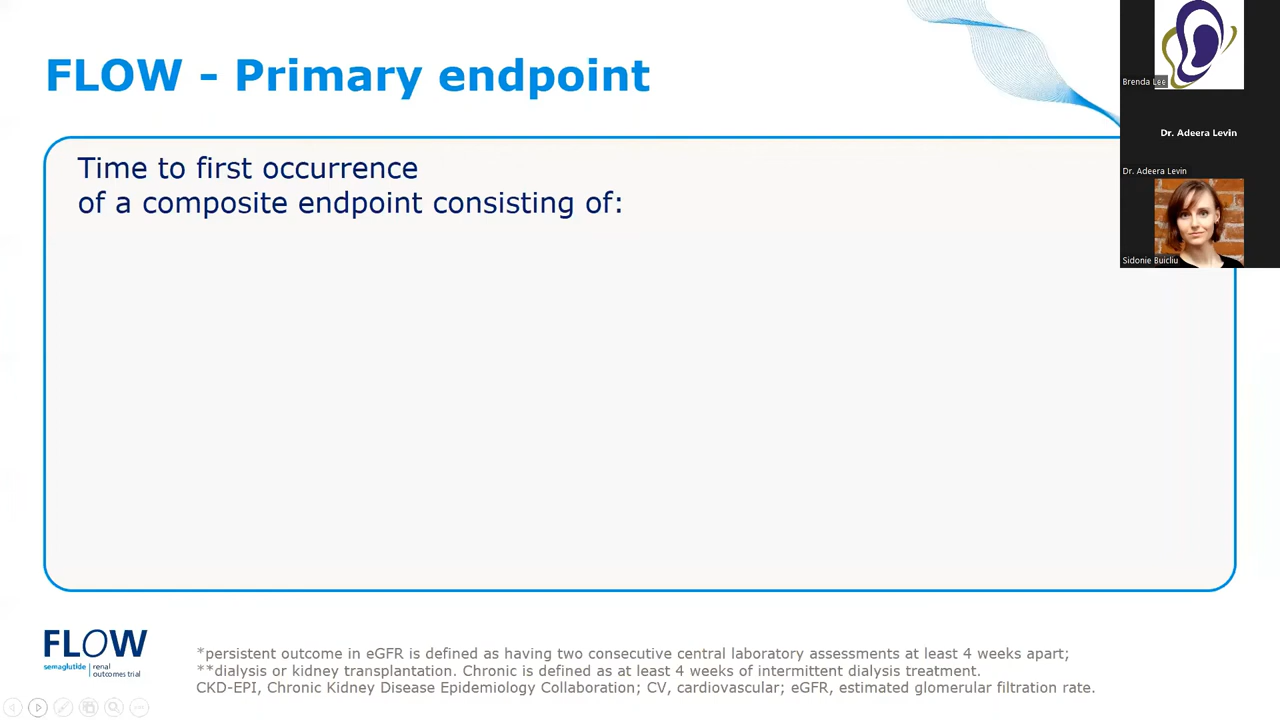 FLOW – Primary endpoint
Time to first occurrence
of a composite endpoint consisting of:
Brenda Lee
Dr. Adeera Levin
Dr. Adeera Levin
Sidonie Buicliu
FLOW
semaglutide | renal
outcomes trial
*persistent outcome in eGFR is defined as having two consecutive central laboratory assessments at least 4 weeks apart;
**dialysis or kidney transplantation. Chronic is defined as at least 4 weeks of intermittent dialysis treatment.
CKD-EPI, Chronic Kidney Disease Epidemiology Collaboration; CV, cardiovascular; eGFR, estimated glomerular filtration rate.